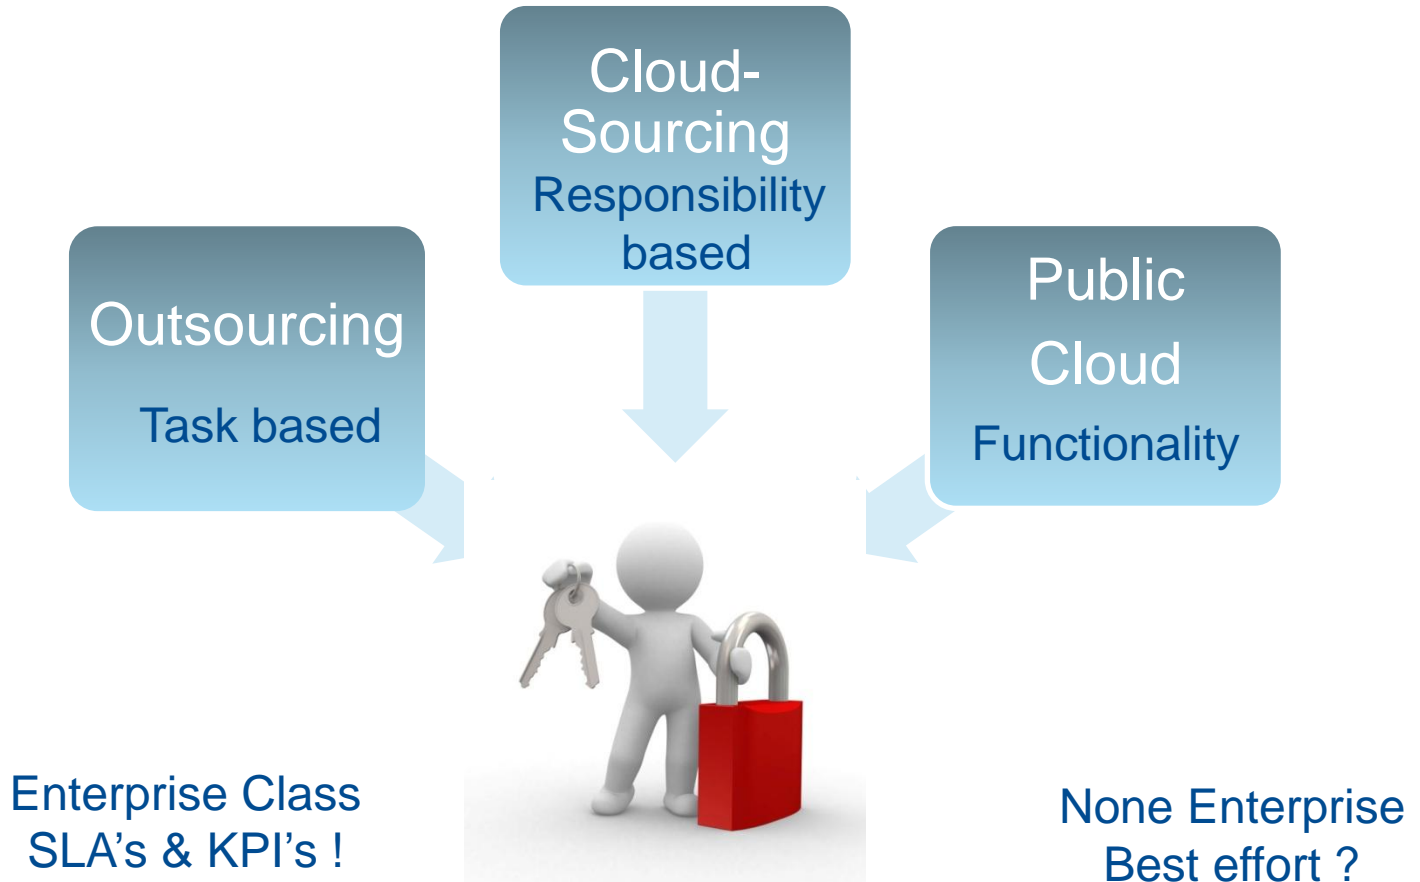 Cloud-
Sourcing
Responsibility
based
Outsourcing
Task based
Public
Cloud
Functionality
Enterprise Class
SLA’s & KPI’s !
None Enterprise
Best effort ?